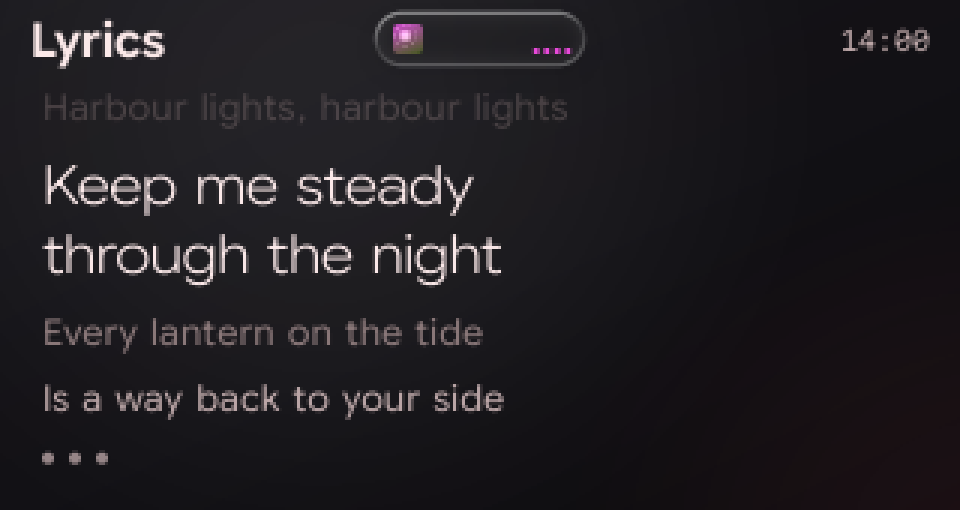 Lyrics
14:00
Harbour lights, harbour lights
Keep me steady
through the night
Every lantern on the tide
Is a way back to your side
•••